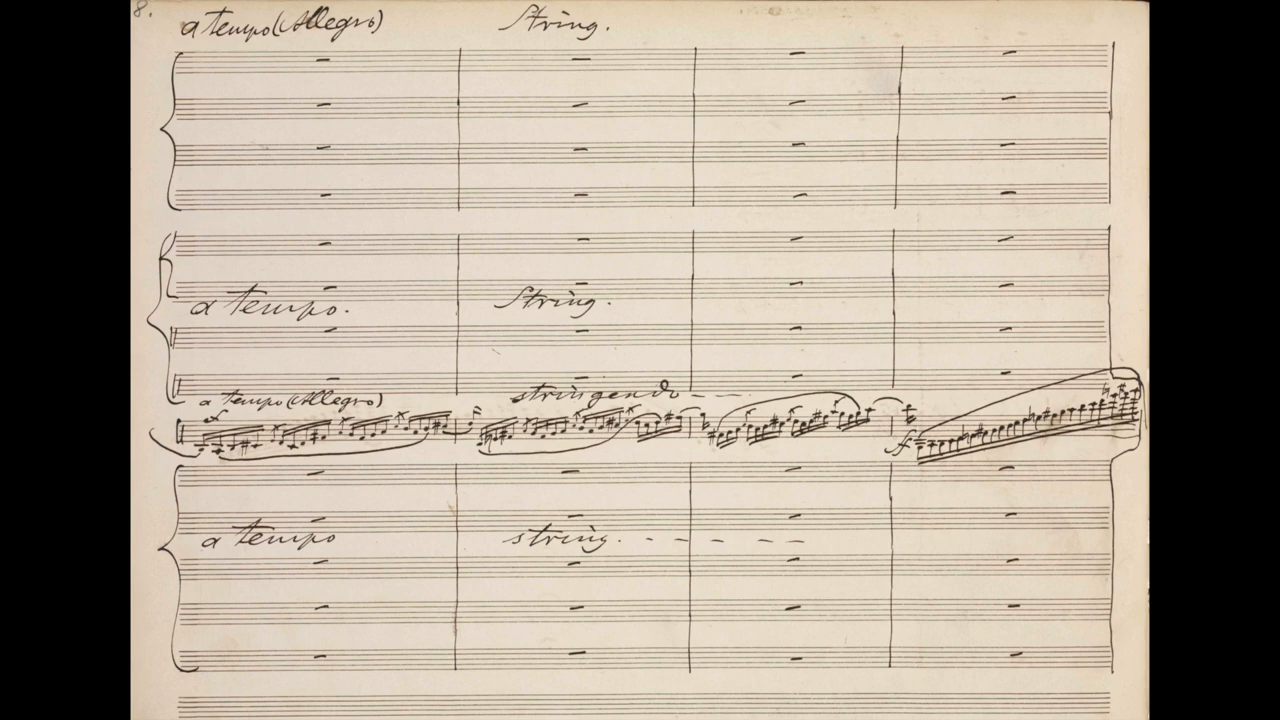 8.
a tempo (Allegro) String.
a tempo. String.
a tempo (Allegro) stringendo - - -
f
f
a tempo string. - - - - - -